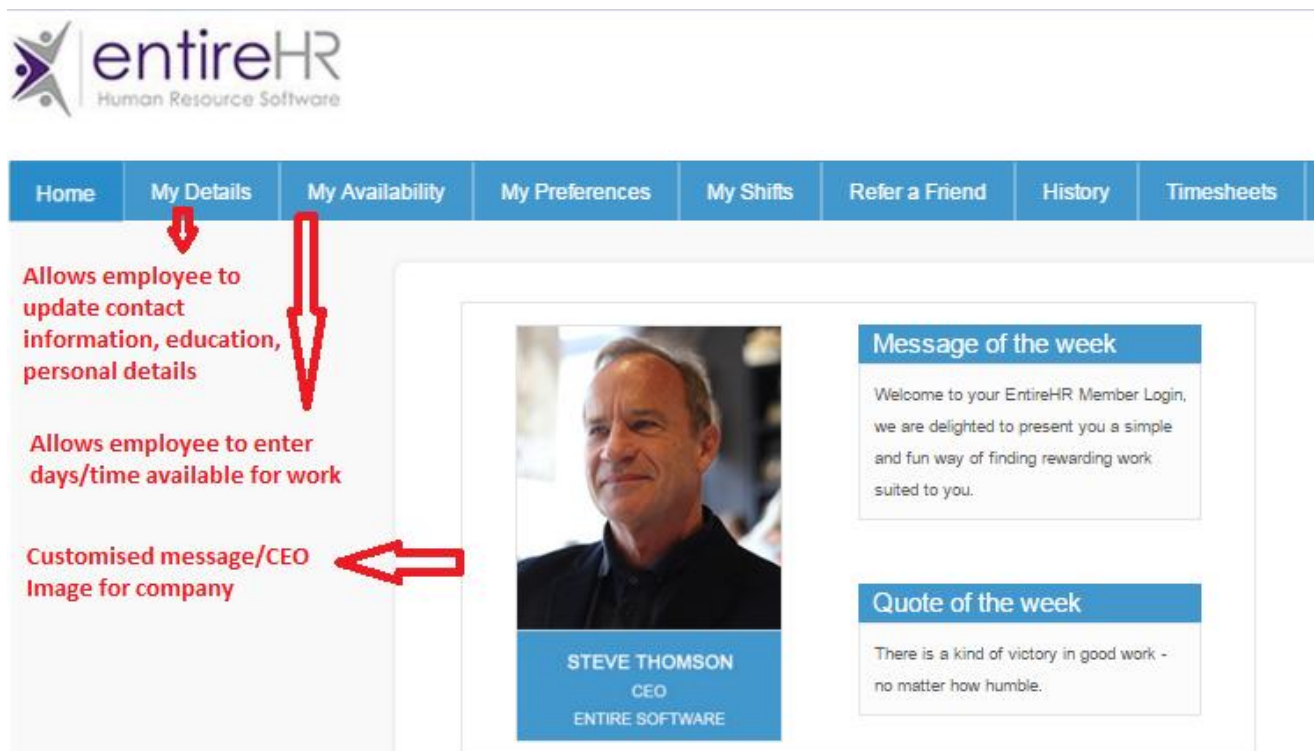 entireHR
Human Resource Software
Home My Details My Availability My Preferences My Shifts Refer a Friend History Timesheets
Allows employee to
update contact
information, education,
personal details
Allows employee to enter
days/time available for work
Customised message/CEO
Image for company
STEVE THOMSON
CEO
ENTIRE SOFTWARE
Message of the week
Welcome to your EntireHR Member Login,
we are delighted to present you a simple
and fun way of finding rewarding work
suited to you.
Quote of the week
There is a kind of victory in good work -
no matter how humble.